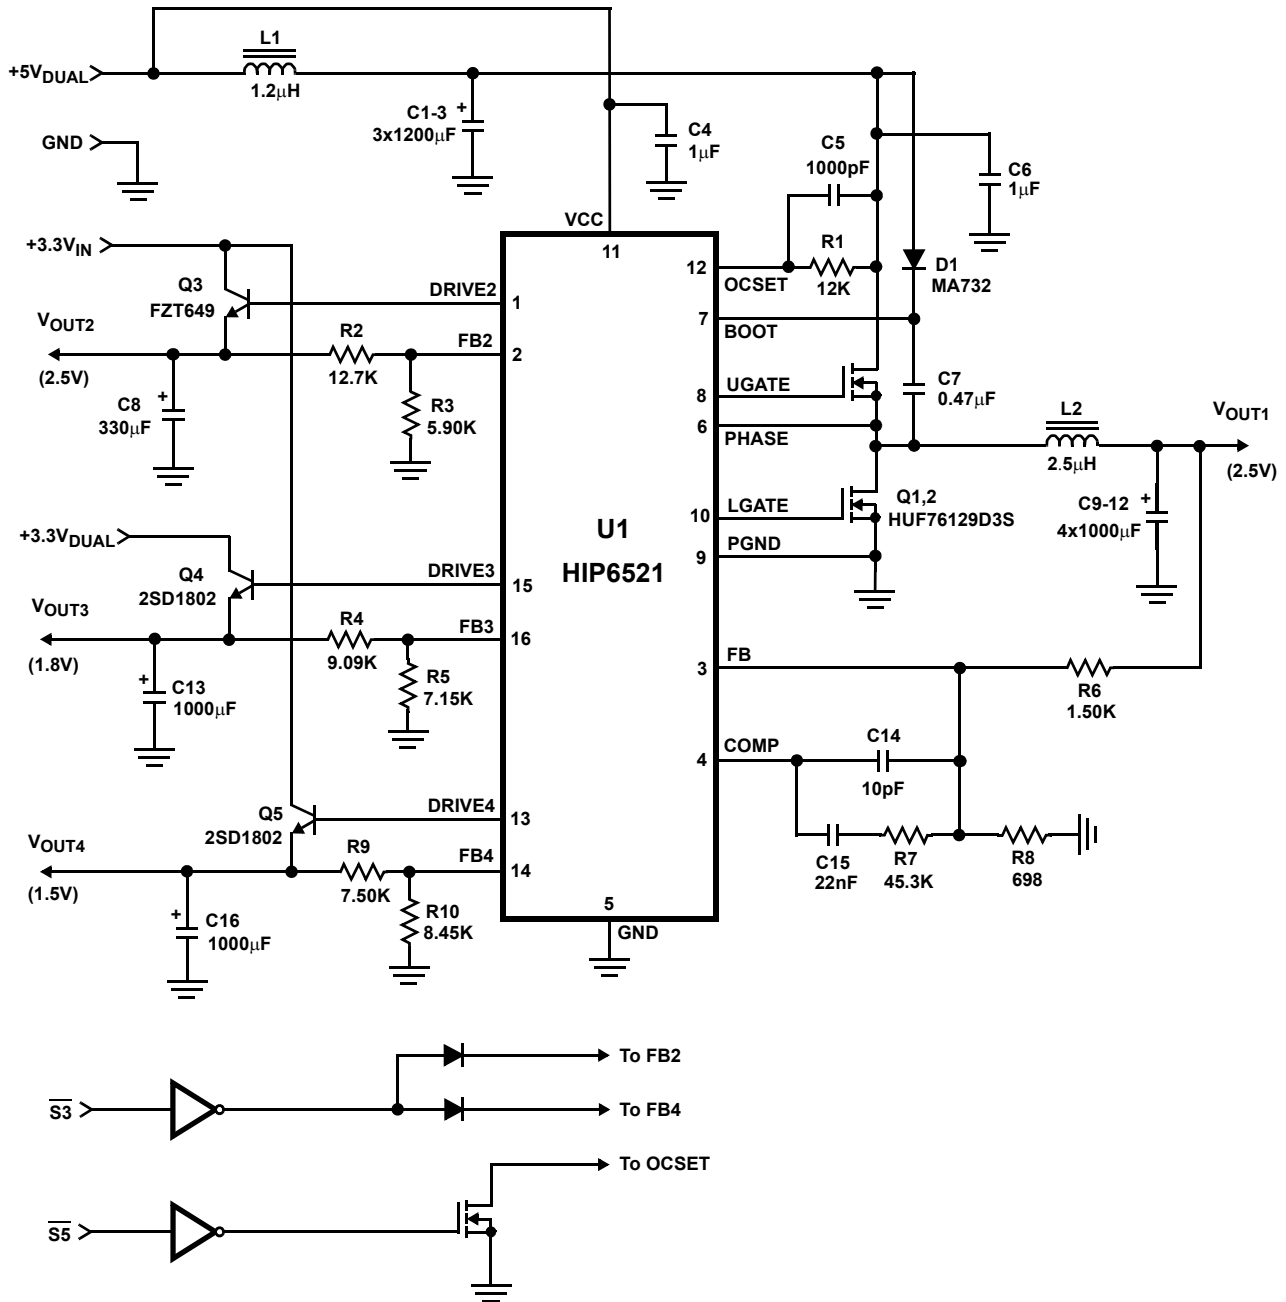 L1
+5VDUAL
1.2µH
C1-3
3x1200µF
+
GND
C4
1µF
C5
1000pF
C6
1µF
VCC
11
+3.3VIN
Q3
FZT649
DRIVE2
1
12
OCSET
R1
12K
D1
MA732
7
BOOT
VOUT2
(2.5V)
R2
12.7K
FB2
2
C8
330µF
+
R3
5.90K
8
UGATE
C7
0.47µF
6
PHASE
L2
2.5µH
VOUT1
(2.5V)
10
LGATE
Q1,2
HUF76129D3S
C9-12
4x1000µF
+
9
PGND
U1
HIP6521
+3.3VDUAL
Q4
2SD1802
DRIVE3
15
VOUT3
(1.8V)
R4
9.09K
FB3
16
C13
1000µF
+
R5
7.15K
3
FB
R6
1.50K
4
COMP
C14
10pF
C15
22nF
R7
45.3K
R8
698
Q5
2SD1802
DRIVE4
13
VOUT4
(1.5V)
R9
7.50K
FB4
14
C16
1000µF
+
R10
8.45K
5
GND
S3
To FB2
To FB4
S5
To OCSET